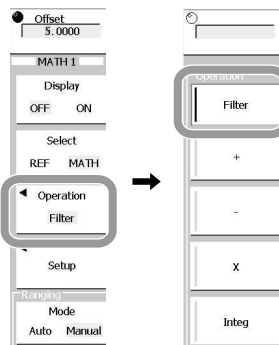 Offset
5.0000
MATH 1
Display
OFF ON
Select
REF MATH
Operation
Filter
Setup
Ranging
Mode
Auto Manual
Operation
Filter
+
-
X
Integ